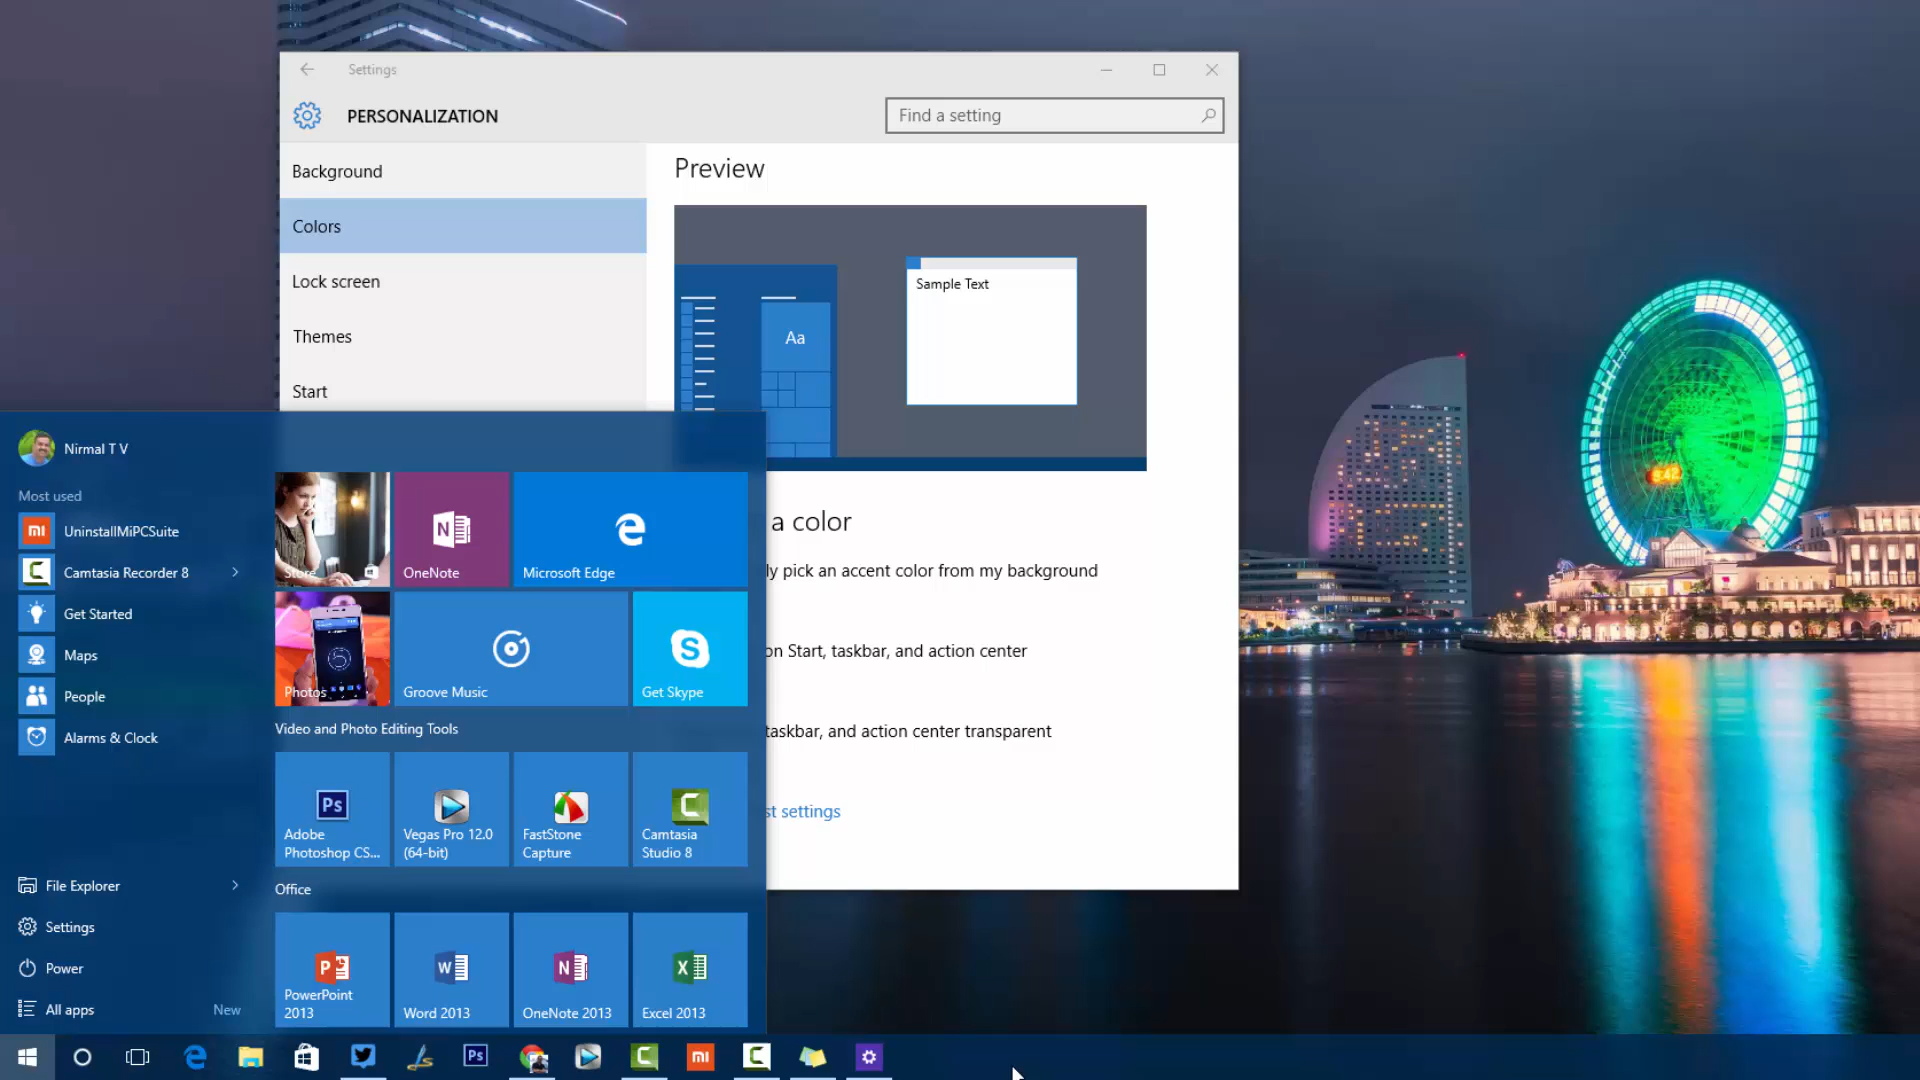 Settings
PERSONALIZATION
Find a setting
Background
Colors
Lock screen
Themes
Start
Preview
Aa
Sample Text
a color
ly pick an accent color from my background
on Start, taskbar, and action center
taskbar, and action center transparent
st settings
Nirmal T V
Most used
UninstallMiPCSuite
Camtasia Recorder 8
Get Started
Maps
People
Alarms & Clock
File Explorer
Settings
Power
All apps
New
Store
OneNote
Microsoft Edge
Photos
Groove Music
Get Skype
Video and Photo Editing Tools
Adobe
Photoshop CS...
Vegas Pro 12.0
(64-bit)
FastStone
Capture
Camtasia
Studio 8
Office
PowerPoint
2013
Word 2013
OneNote 2013
Excel 2013